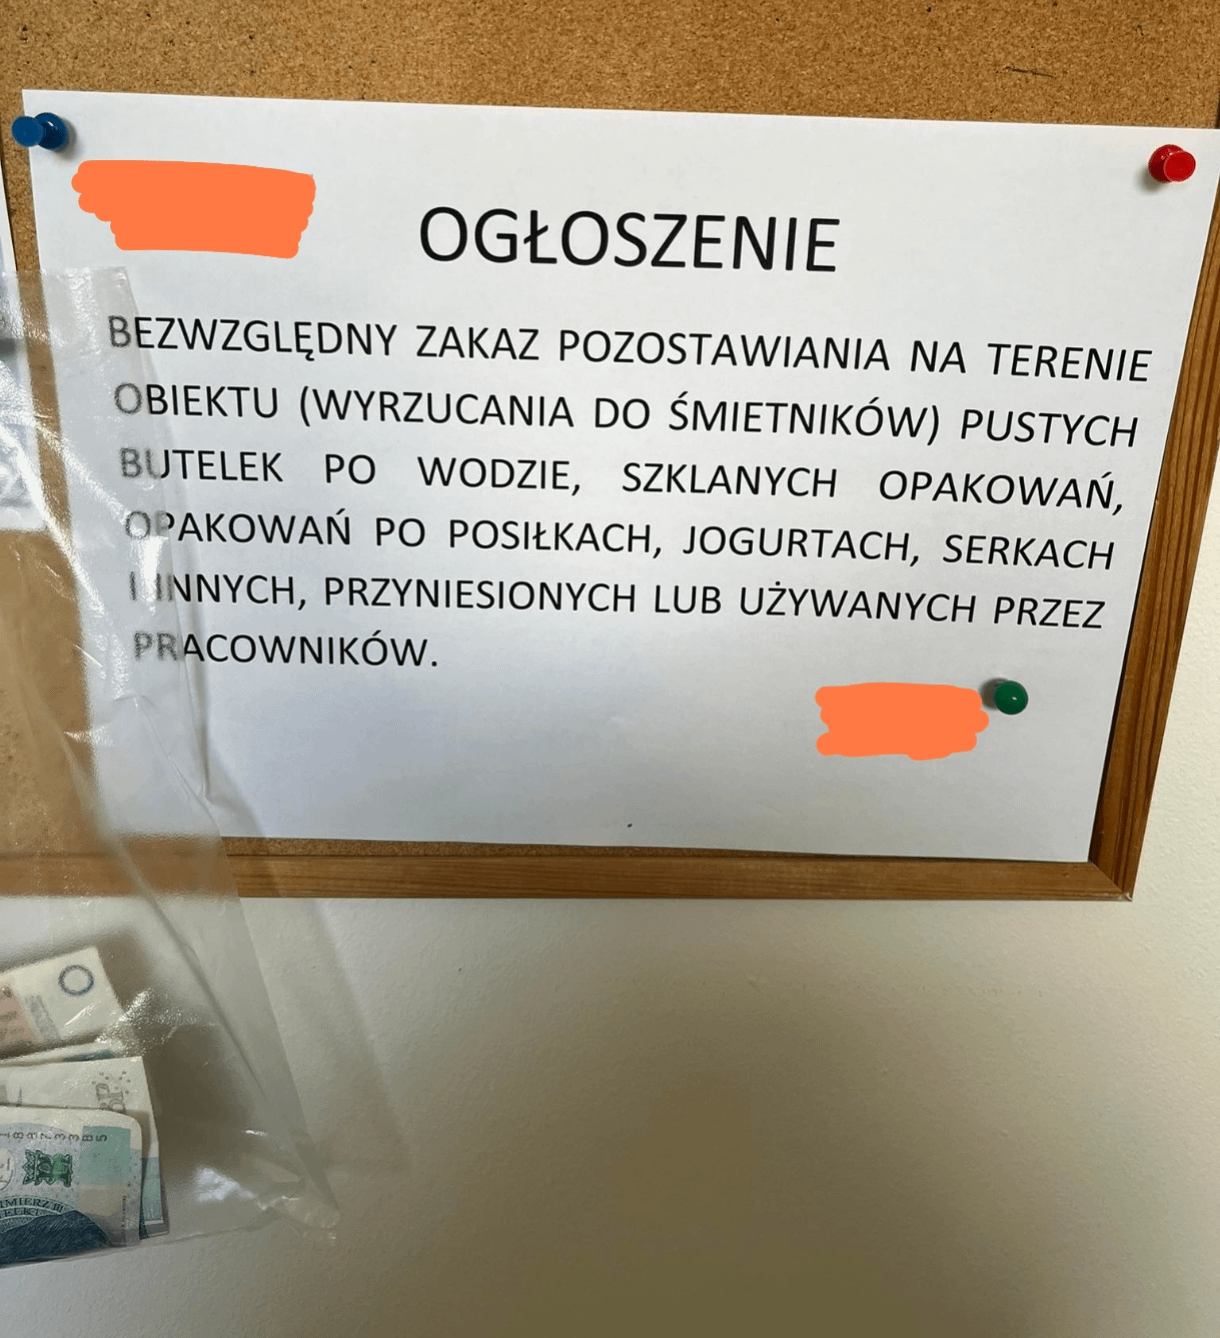 OGŁOSZENIE
BEZWZGLĘDNY ZAKAZ POZOSTAWIANIA NA TERENIE
OBIEKTU (WYRZUCANIA DO ŚMIETNIKÓW) PUSTYCH
BUTELEK PO WODZIE, SZKLANYCH OPAKOWAŃ,
OPAKOWAŃ PO POSIŁKACH, JOGURTACH, SERKACH
I INNYCH, PRZYNIESIONYCH LUB UŻYWANYCH PRZEZ
PRACOWNIKÓW.